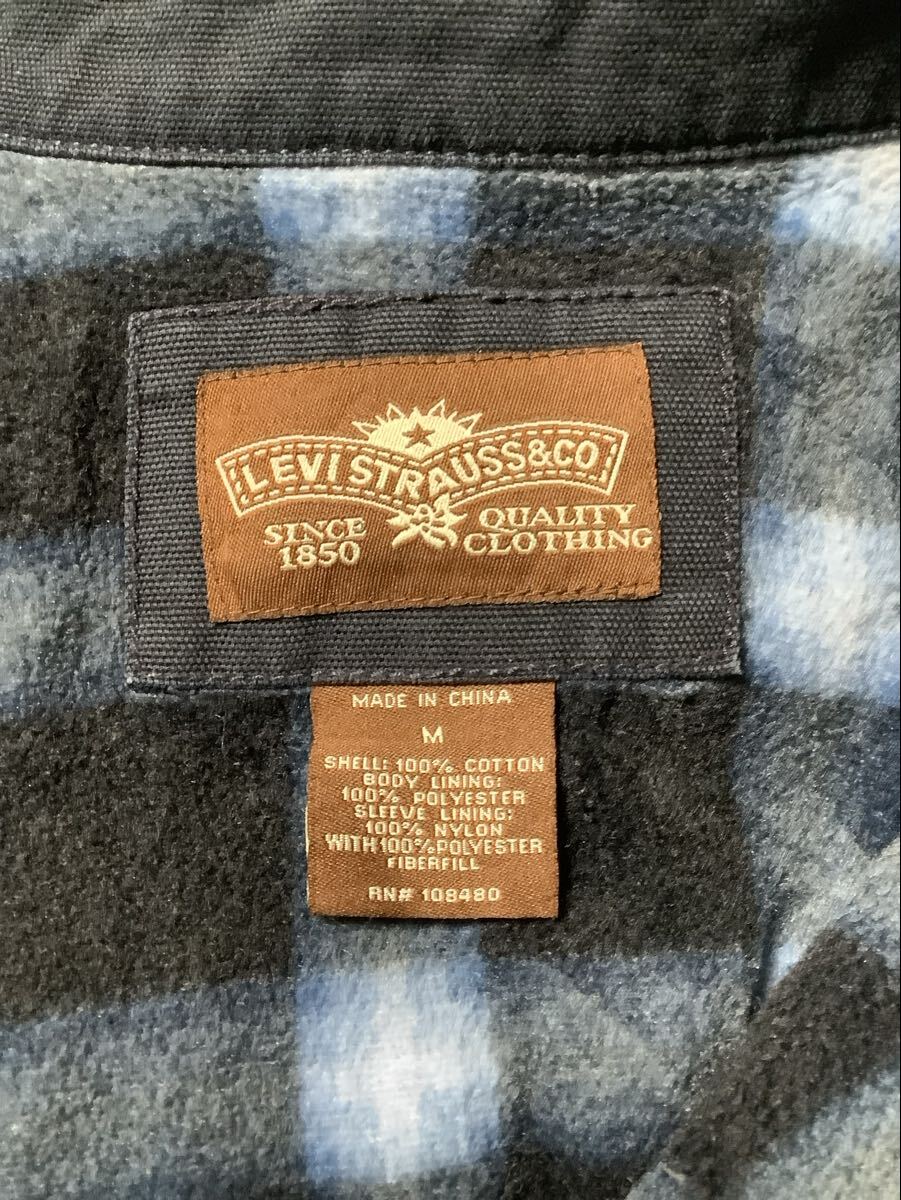 LEVI STRAUSS & CO
SINCE
1850
QUALITY
CLOTHING
MADE IN CHINA
M
SHELL: 100% COTTON
BODY LINING:
100% POLYESTER
SLEEVE LINING:
100% NYLON
WITH 100% POLYESTER
FIBERFILL
RN# 108480